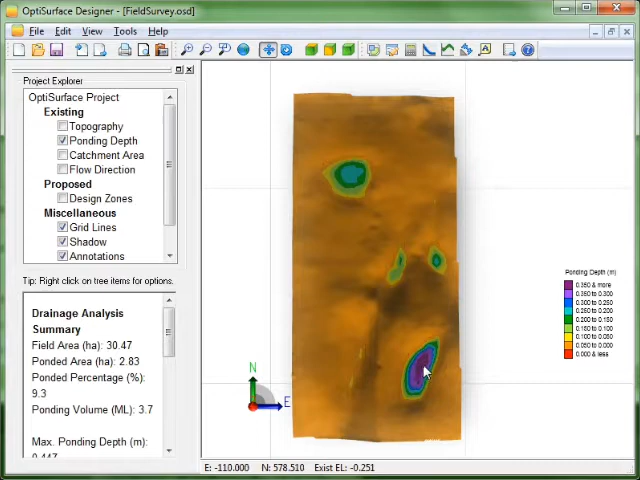 OptiSurface Designer - [FieldSurvey.osd]
File Edit View Tools Help
Project Explorer
OptiSurface Project
Existing
Topography
Ponding Depth
Catchment Area
Flow Direction
Proposed
Design Zones
Miscellaneous
Grid Lines
Shadow
Annotations
Tip: Right click on tree items for options.
Drainage Analysis
Summary
Field Area (ha): 30.47
Ponded Area (ha): 2.83
Ponded Percentage (%):
9.3
Ponding Volume (ML): 3.7
Max. Ponding Depth (m):
0.447
N
E
Ponding Depth (m)
0.350 & more
0.350 to 0.300
0.300 to 0.250
0.250 to 0.200
0.200 to 0.150
0.150 to 0.100
0.100 to 0.050
0.050 to 0.000
0.000 & less
E: -110.000 N: 578.510 Exist EL: -0.251